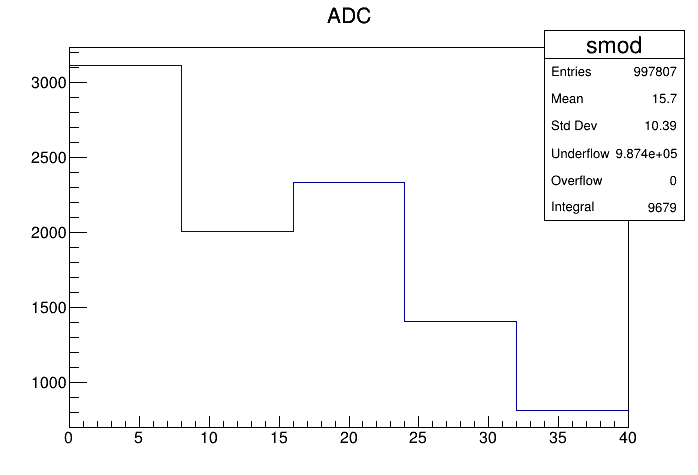 ADC
smod
Entries 997807
Mean 15.7
Std Dev 10.39
Underflow 9.874e+05
Overflow 0
Integral 9679
3000
2500
2000
1500
1000
0 5 10 15 20 25 30 35 40